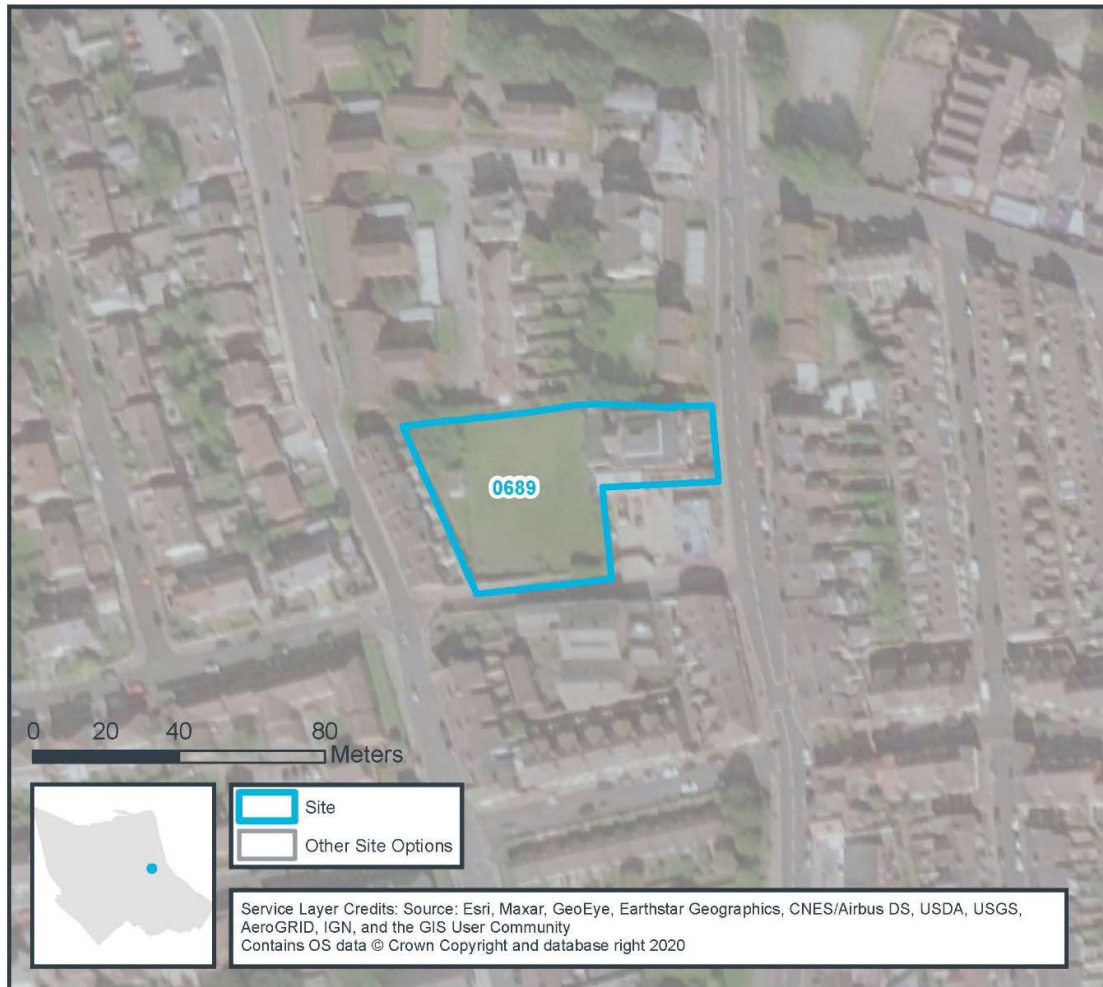 0689
0 20 40 80
Meters
Site
Other Site Options
Service Layer Credits: Source: Esri, Maxar, GeoEye, Earthstar Geographics, CNES/Airbus DS, USDA, USGS,
AeroGRID, IGN, and the GIS User Community
Contains OS data © Crown Copyright and database right 2020